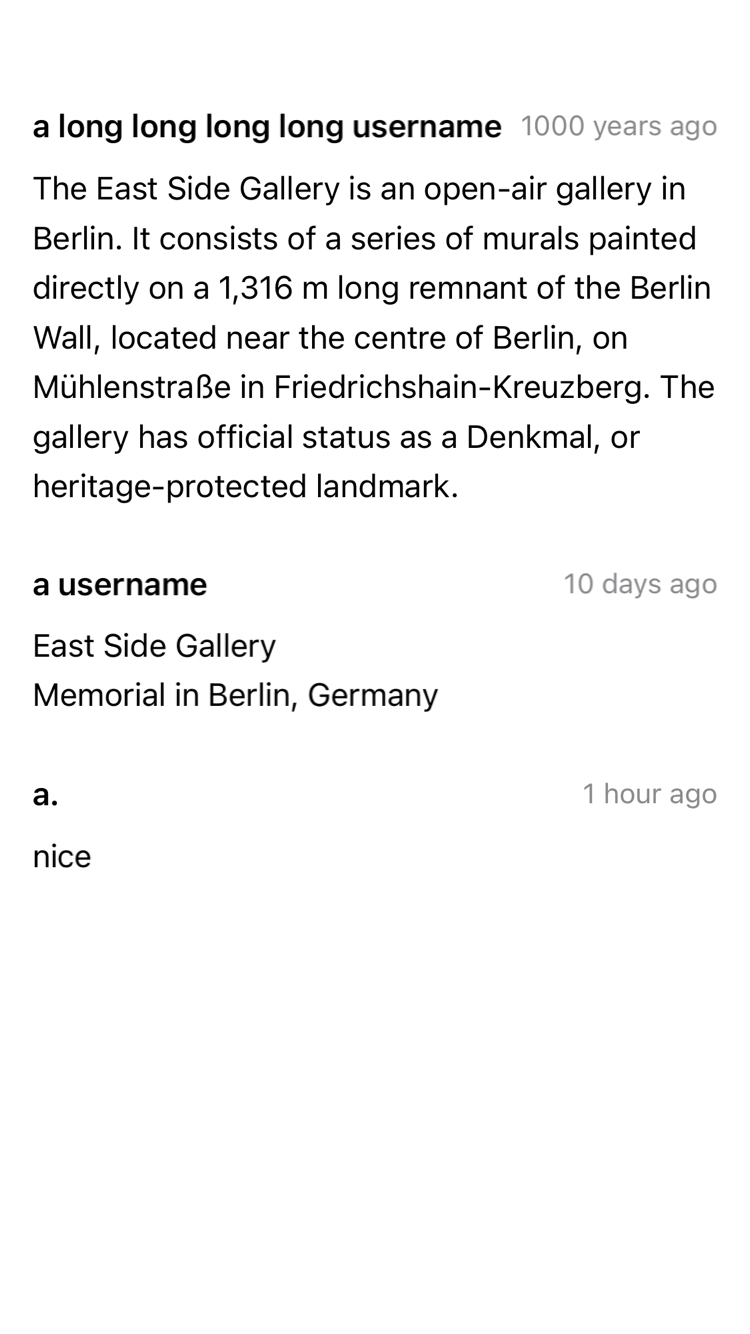 a long long long long username 1000 years ago
The East Side Gallery is an open-air gallery in
Berlin. It consists of a series of murals painted
directly on a 1,316 m long remnant of the Berlin
Wall, located near the centre of Berlin, on
Mühlenstraße in Friedrichshain-Kreuzberg. The
gallery has official status as a Denkmal, or
heritage-protected landmark.
a username 10 days ago
East Side Gallery
Memorial in Berlin, Germany
a. 1 hour ago
nice